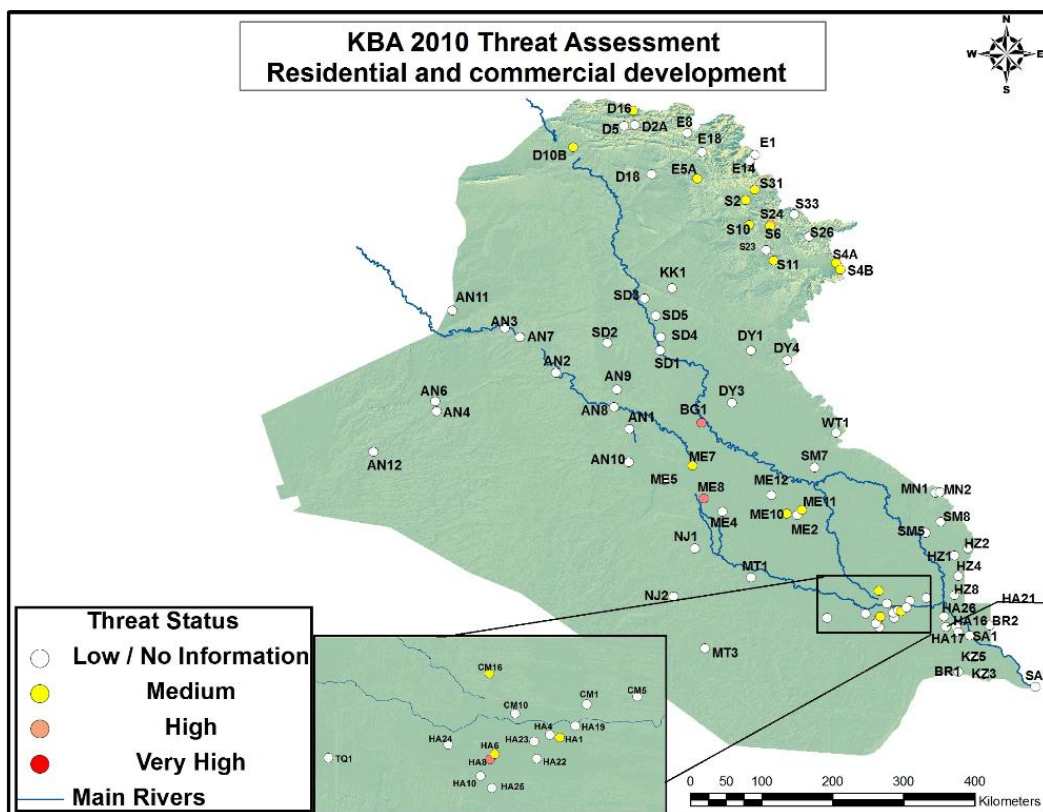 KBA 2010 Threat Assessment
Residential and commercial development
N
W E
S
D16
D5 D2A E8
E18 E1
D10B
E14
D18 E5A
S31
S2
S24 S33
S10 S6 S26
S23
S11 S4A
S4B
KK1
SD3
AN11
SD5
AN3
AN7 SD2 SD4
DY1
SD1 DY4
AN2
AN9
AN6 DY3
AN8 BG1
AN4
AN1
WT1
AN12 AN10 ME7 SM7
ME5 ME12
ME8 MN1 MN2
ME11
ME10
ME4 ME2 SM8
SM5
NJ1 HZ2
HZ1
MT1 HZ4
NJ2 HZ8 HA21
HA26
HA16 BR2
HA17 SA1
MT3
KZ5
BR1 KZ3
SA
Threat Status
Low / No Information
Medium
High
Very High
Main Rivers
CM16
CM1 CM5
CM10
HA4 HA19
HA24 HA23 HA1
HA6
TQ1 HA8 HA22
HA10
HA25
0 50 100 200 300 400
Kilometers